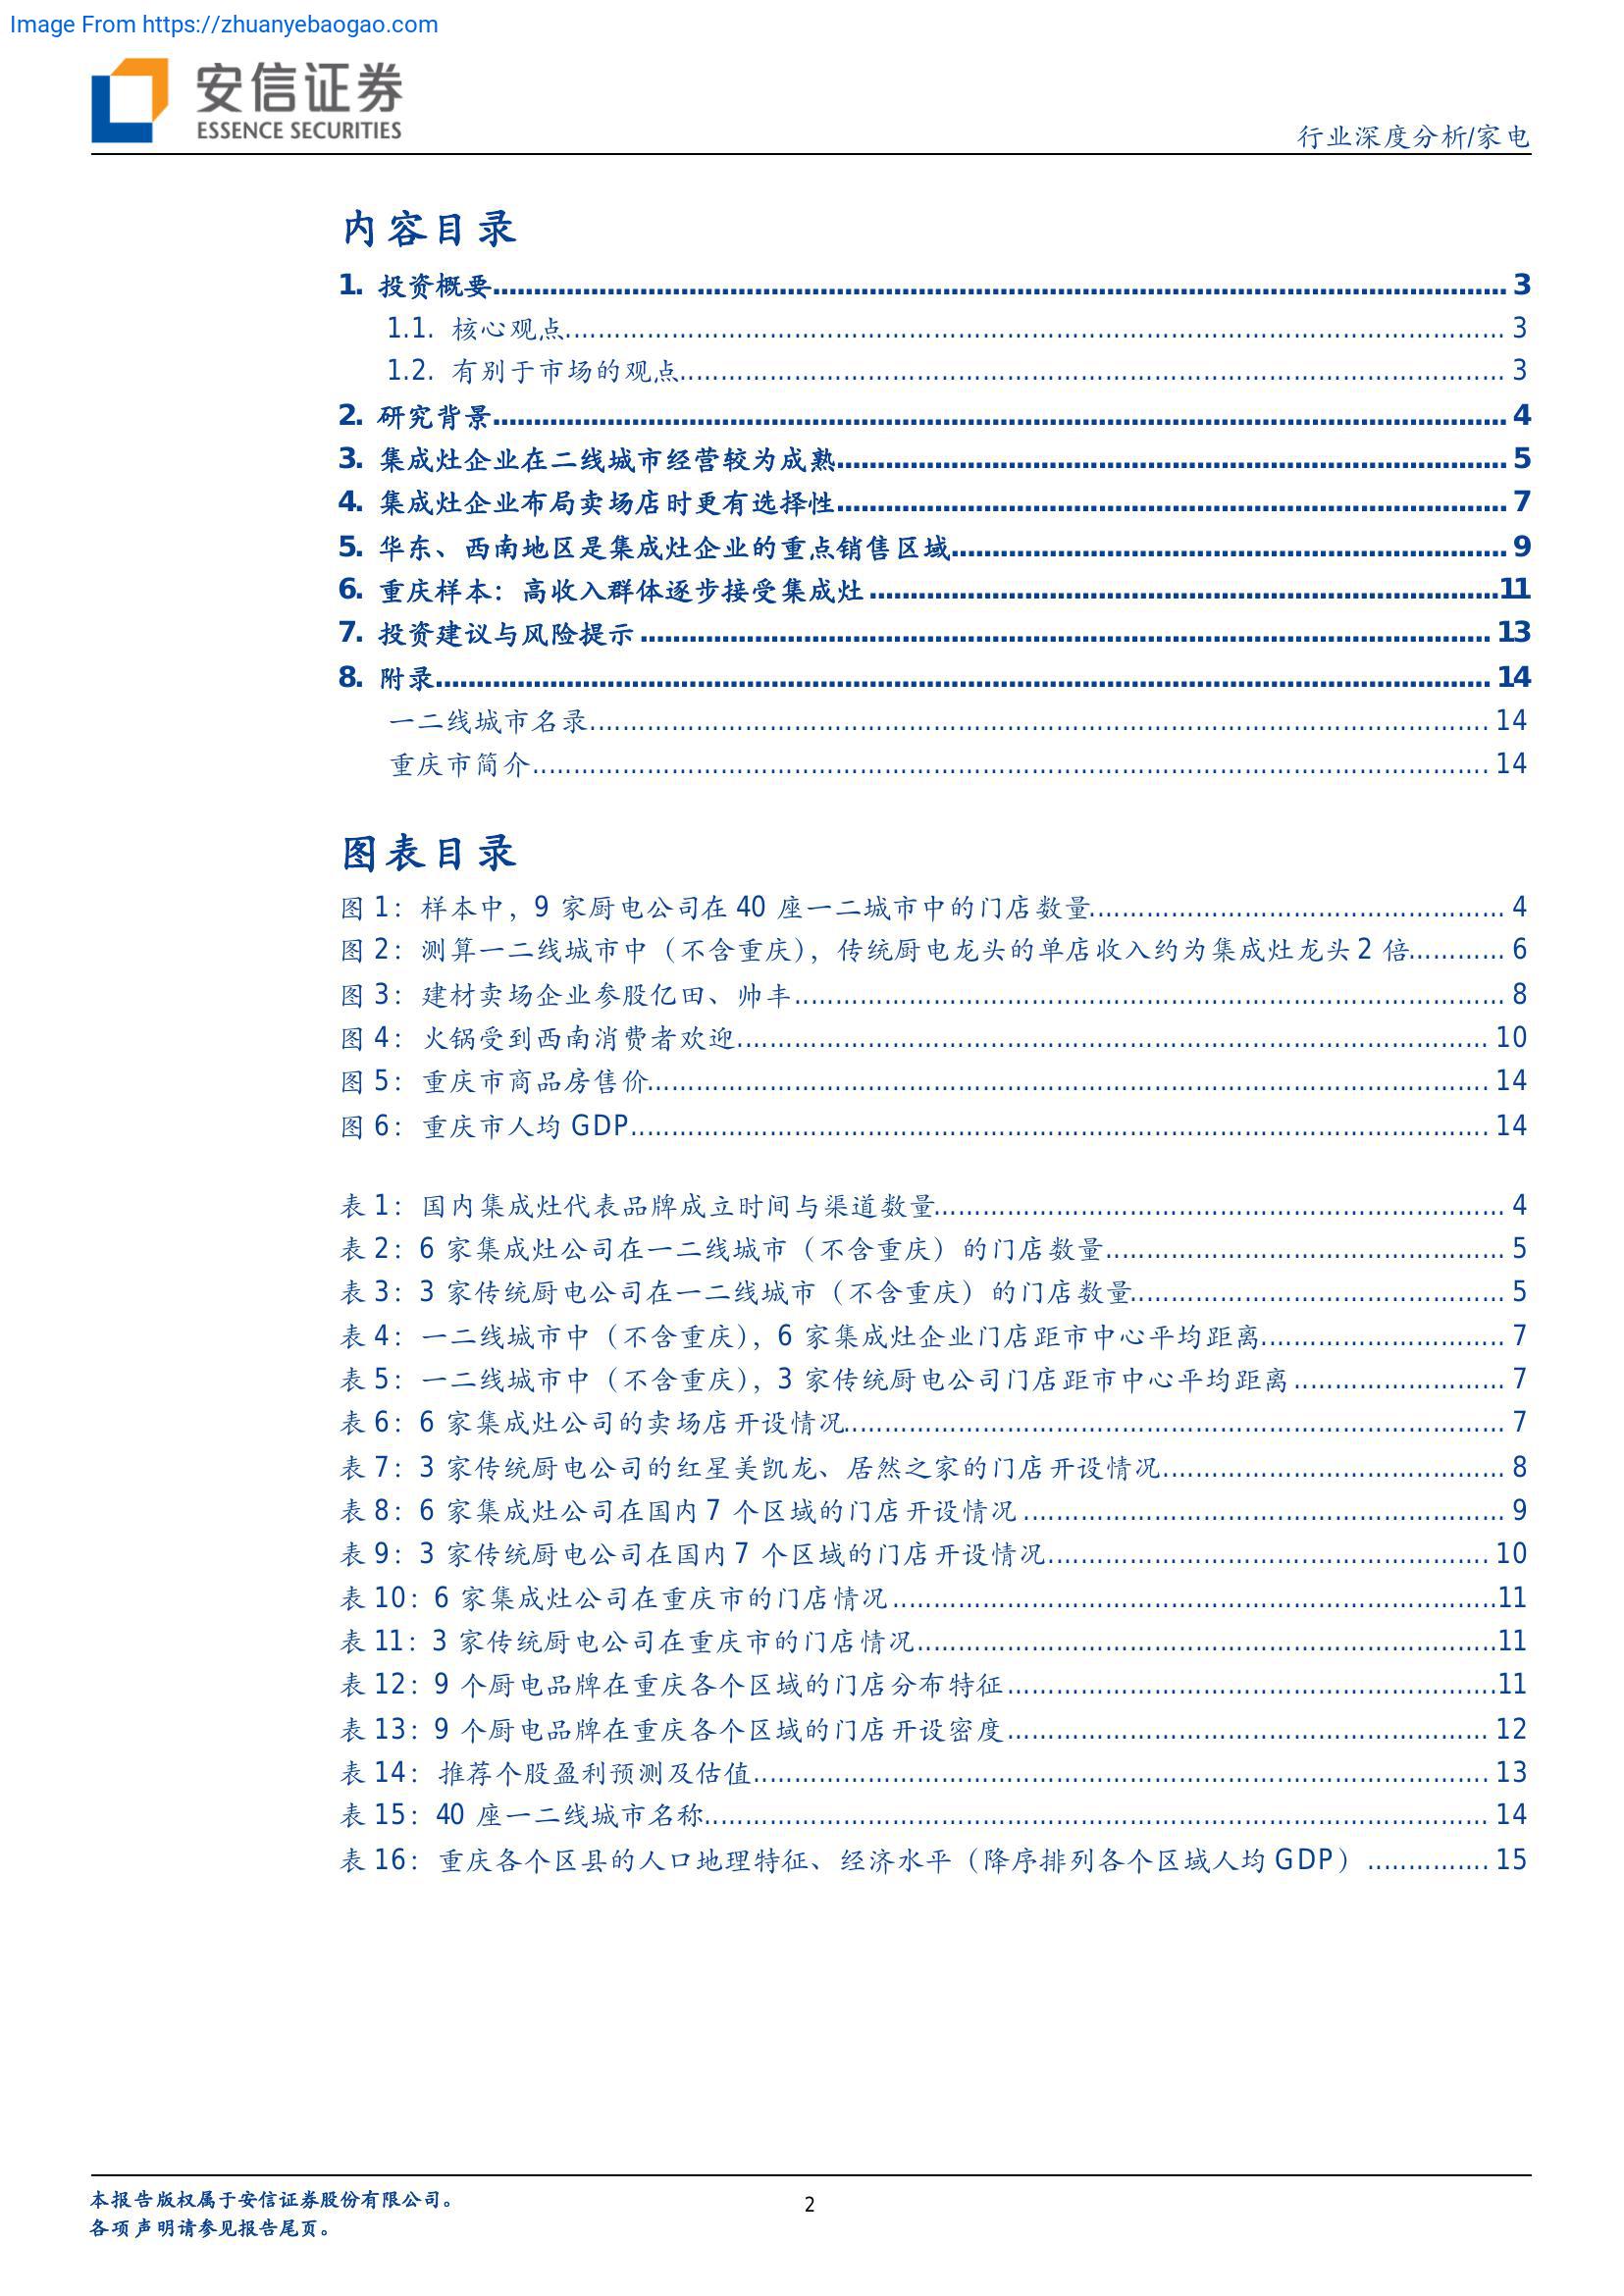 Image From https://zhuanyebaogao.com
安信证券
ESSENCE SECURITIES
行业深度分析/家电
内容目录
1. 投资概要 3
1.1. 核心观点 3
1.2. 有别于市场的观点 3
2. 研究背景 4
3. 集成灶企业在二线城市经营较为成熟 5
4. 集成灶企业布局卖场店时更有选择性 7
5. 华东、西南地区是集成灶企业的重点销售区域 9
6. 重庆样本：高收入群体逐步接受集成灶 11
7. 投资建议与风险提示 13
8. 附录 14
一二线城市名录 14
重庆市简介 14
图表目录
图 1：样本中，9 家厨电公司在 40 座一二城市中的门店数量 4
图 2：测算一二线城市中（不含重庆），传统厨电龙头的单店收入约为集成灶龙头 2 倍 6
图 3：建材卖场企业参股亿田、帅丰 8
图 4：火锅受到西南消费者欢迎 10
图 5：重庆市商品房售价 14
图 6：重庆市人均 GDP 14
表 1：国内集成灶代表品牌成立时间与渠道数量 4
表 2：6 家集成灶公司在一二线城市（不含重庆）的门店数量 5
表 3：3 家传统厨电公司在一二线城市（不含重庆）的门店数量 5
表 4：一二线城市中（不含重庆），6 家集成灶企业门店距市中心平均距离 7
表 5：一二线城市中（不含重庆），3 家传统厨电公司门店距市中心平均距离 7
表 6：6 家集成灶公司的卖场店开设情况 7
表 7：3 家传统厨电公司的红星美凯龙、居然之家的门店开设情况 8
表 8：6 家集成灶公司在国内 7 个区域的门店开设情况 9
表 9：3 家传统厨电公司在国内 7 个区域的门店开设情况 10
表 10：6 家集成灶公司在重庆市的门店情况 11
表 11：3 家传统厨电公司在重庆市的门店情况 11
表 12：9 个厨电品牌在重庆各个区域的门店分布特征 11
表 13：9 个厨电品牌在重庆各个区域的门店开设密度 12
表 14：推荐个股盈利预测及估值 13
表 15：40 座一二线城市名称 14
表 16：重庆各个区县的人口地理特征、经济水平（降序排列各个区域人均 GDP） 15
本报告版权属于安信证券股份有限公司。
各项声明请参见报告尾页。
2